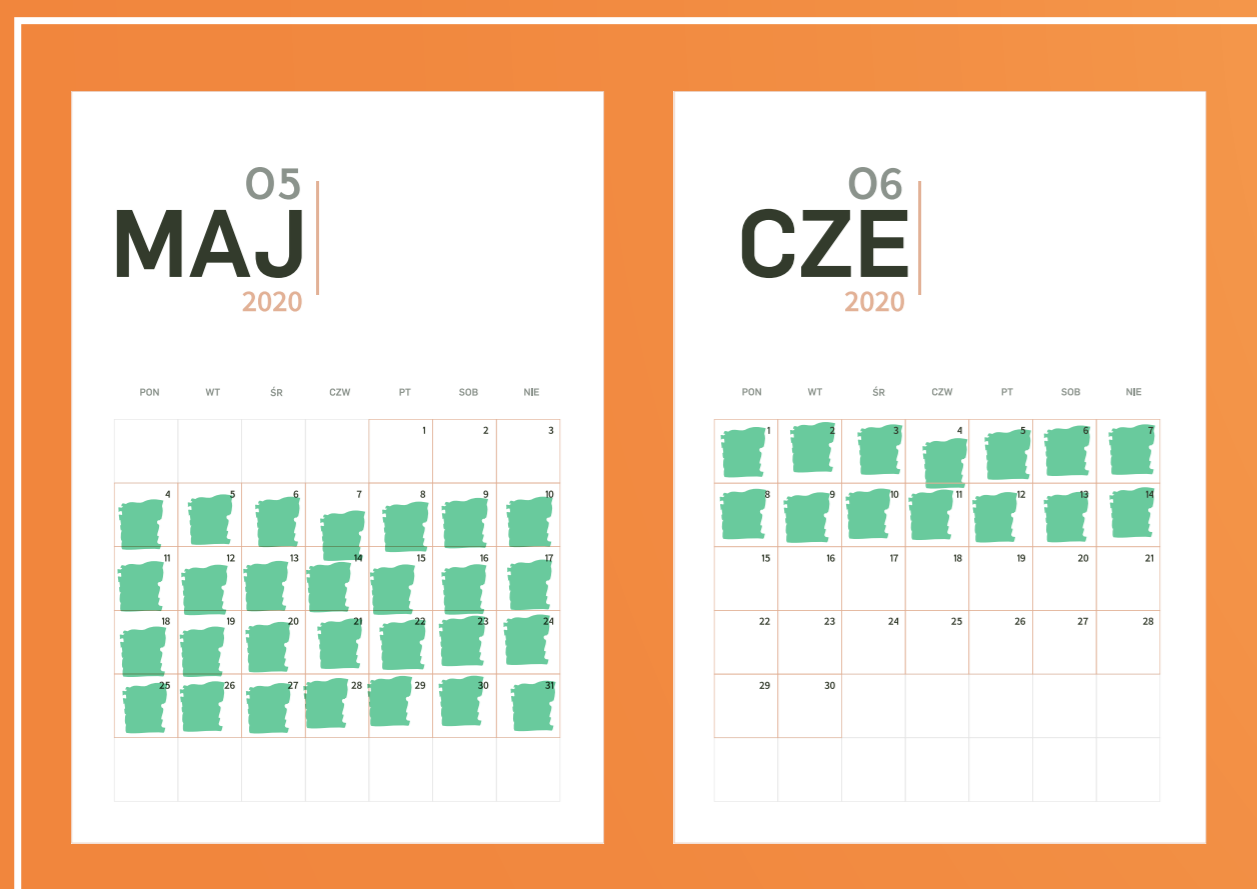 05
MAJ
2020
PON WT ŚR CZW PT SOB NIE
1 2 3
4 5 6 7 8 9 10
11 12 13 14 15 16 17
18 19 20 21 22 23 24
25 26 27 28 29 30 31
06
CZE
2020
PON WT ŚR CZW PT SOB NIE
1 2 3 4 5 6 7
8 9 10 11 12 13 14
15 16 17 18 19 20 21
22 23 24 25 26 27 28
29 30